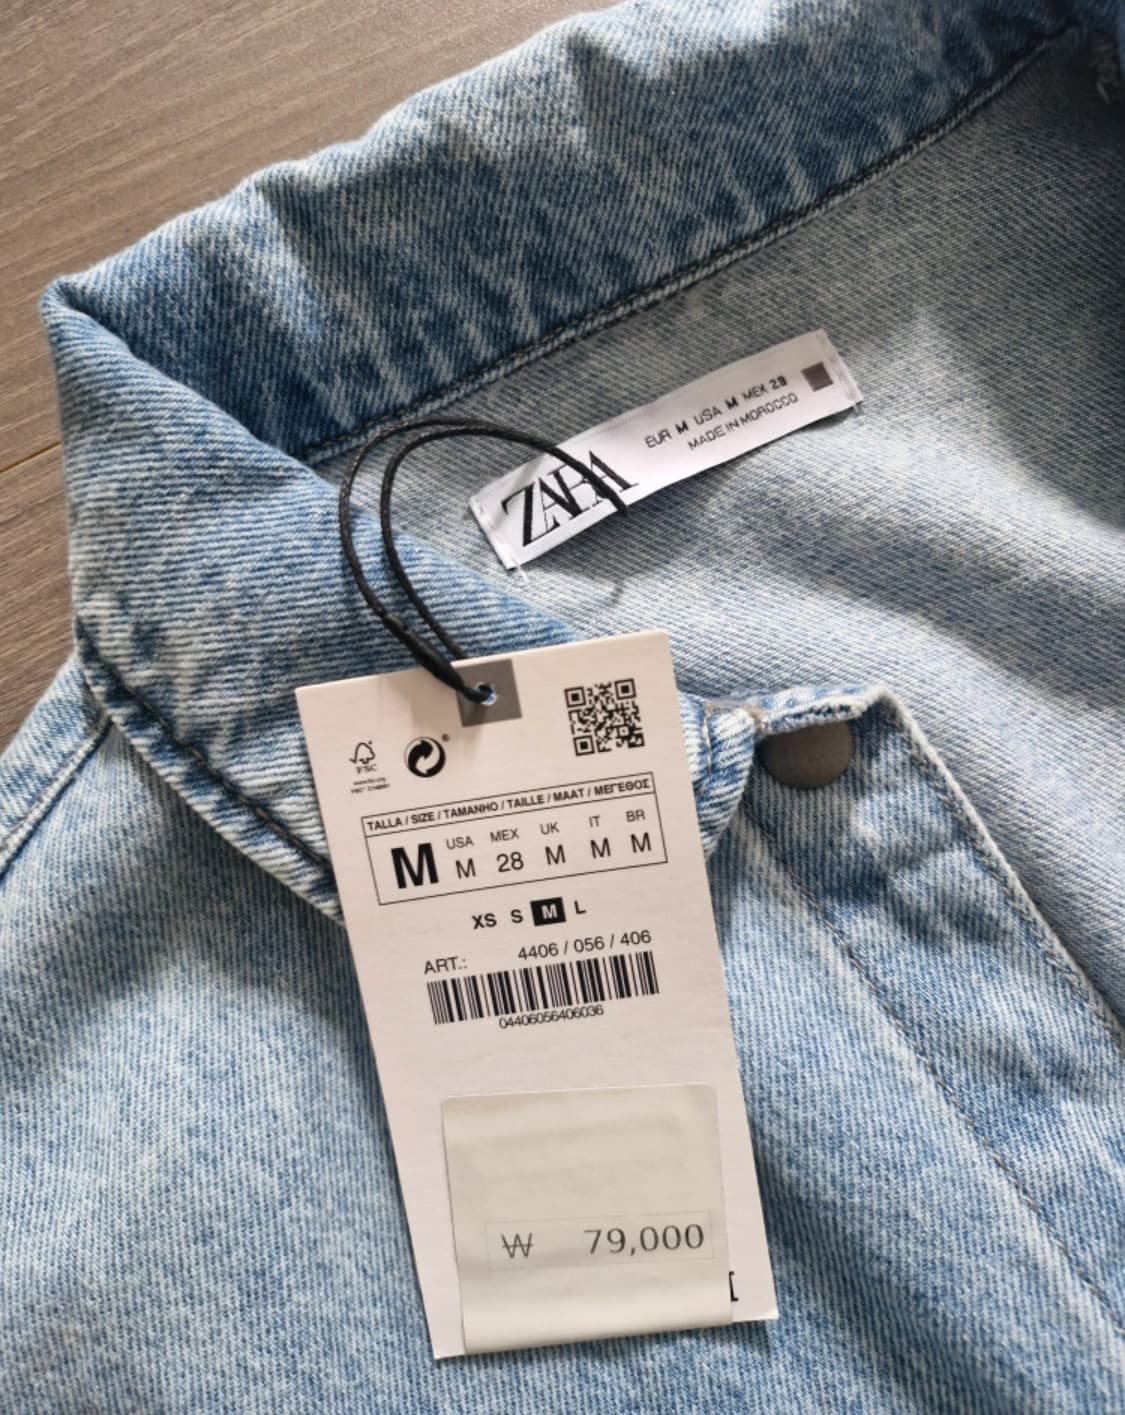 EUR M USA M MEX 28
MADE IN MOROCCO
ZARA
FSC
®
TALLA / SIZE / TAMANHO / TAILLE / MAAT / ΜΕΓΕΘΟΣ
M
USA MEX UK IT BR
M 28 M M M
XS S M L
ART.: 4406 / 056 / 406
04406056406036
₩ 79,000